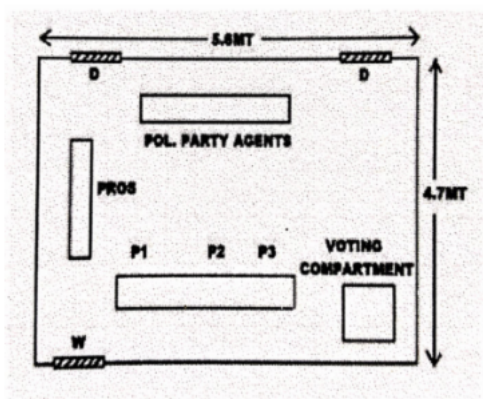 5.6MT
D D
POL. PARTY AGENTS
PROS
4.7MT
P1 P2 P3
VOTING
COMPARTMENT
W